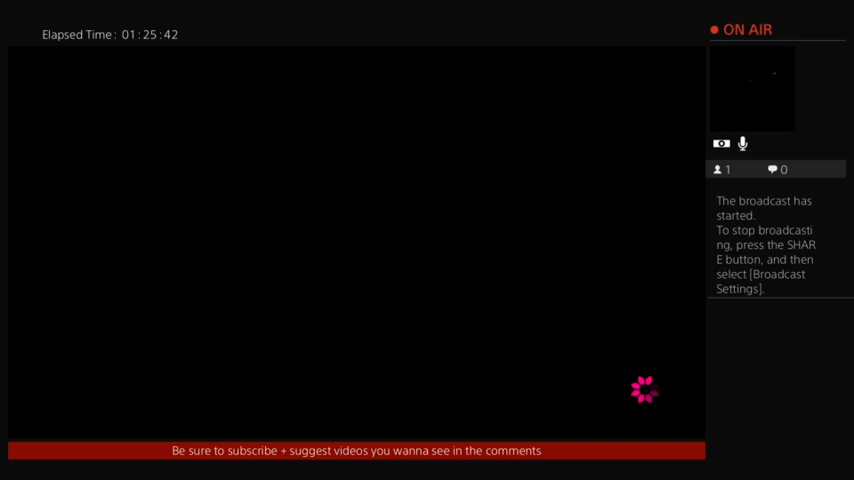 Elapsed Time: 01:25:42
ON AIR
1 0
The broadcast has
started.
To stop broadcasti
ng, press the SHAR
E button, and then
select [Broadcast
Settings].
Be sure to subscribe + suggest videos you wanna see in the comments